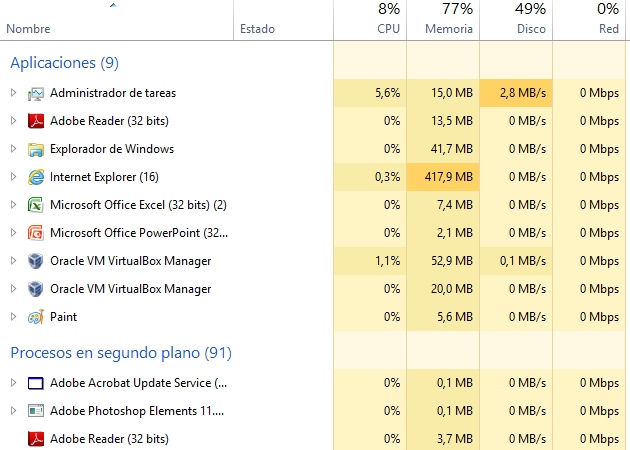 8% 77% 49% 0%
Nombre Estado CPU Memoria Disco Red
Aplicaciones (9)
Administrador de tareas 5,6% 15,0 MB 2,8 MB/s 0 Mbps
Adobe Reader (32 bits) 0% 13,5 MB 0 MB/s 0 Mbps
Explorador de Windows 0% 41,7 MB 0 MB/s 0 Mbps
Internet Explorer (16) 0,3% 417,9 MB 0 MB/s 0 Mbps
Microsoft Office Excel (32 bits) (2) 0% 7,4 MB 0 MB/s 0 Mbps
Microsoft Office PowerPoint (32... 0% 2,1 MB 0 MB/s 0 Mbps
Oracle VM VirtualBox Manager 1,1% 52,9 MB 0,1 MB/s 0 Mbps
Oracle VM VirtualBox Manager 0% 20,0 MB 0 MB/s 0 Mbps
Paint 0% 5,6 MB 0 MB/s 0 Mbps
Procesos en segundo plano (91)
Adobe Acrobat Update Service (... 0% 0,1 MB 0 MB/s 0 Mbps
Adobe Photoshop Elements 11.... 0% 0,1 MB 0 MB/s 0 Mbps
Adobe Reader (32 bits) 0% 3,7 MB 0 MB/s 0 Mbps